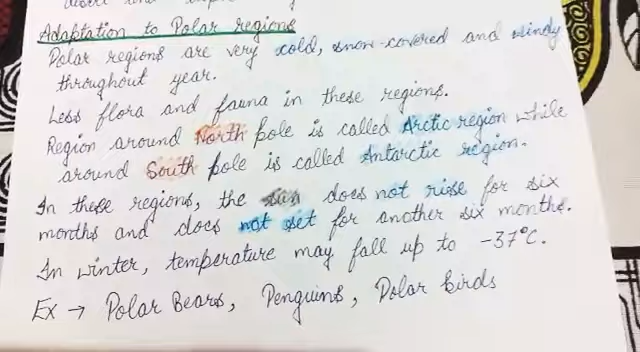 Adaptation to Polar regions
Polar regions are very cold, snow-covered and windy
throughout year.
Less flora and fauna in these regions.
Region around North pole is called Arctic region while
around South pole is called Antarctic region.
In these regions, the sun does not rise for six
months and does not set for another six months.
In winter, temperature may fall up to -37°C.
Ex → Polar Bears, Penguins, Polar birds